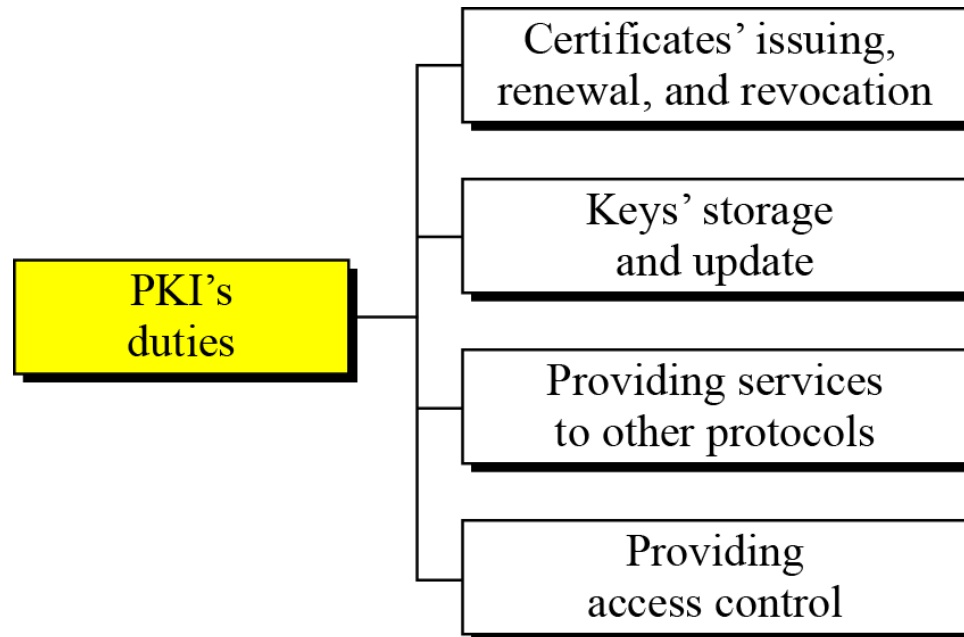 Certificates’ issuing,
renewal, and revocation
Keys’ storage
and update
PKI’s
duties
Providing services
to other protocols
Providing
access control